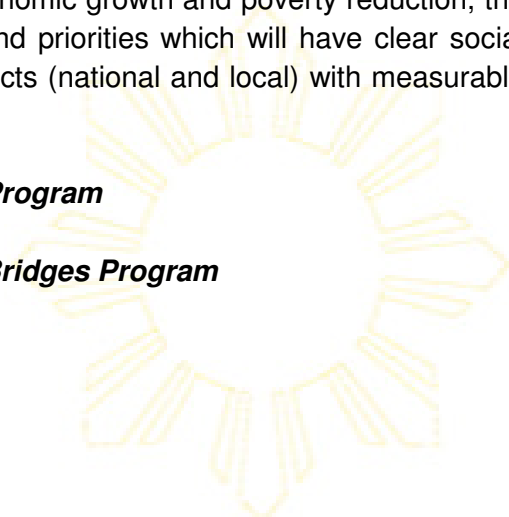 onomic growth and poverty reduction, th
nd priorities which will have clear socia
cts (national and local) with measurabl
Program
Bridges Program